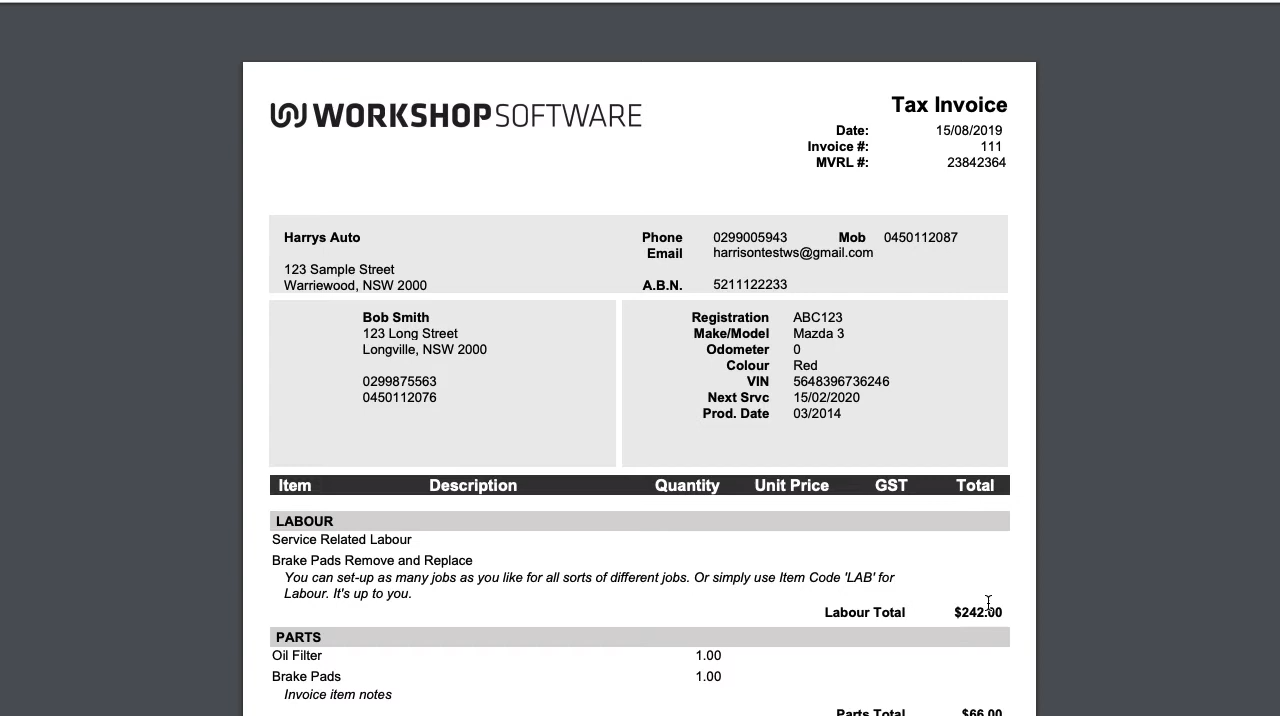 WORKSHOPSOFTWARE
Tax Invoice
Date: 15/08/2019
Invoice #: 111
MVRL #: 23842364
Harrys Auto
123 Sample Street
Warriewood, NSW 2000
Phone 0299005943 Mob 0450112087
Email harrisontestws@gmail.com
A.B.N. 5211122233
Bob Smith
123 Long Street
Longville, NSW 2000
0299875563
0450112076
Registration ABC123
Make/Model Mazda 3
Odometer 0
Colour Red
VIN 5648396736246
Next Srvc 15/02/2020
Prod. Date 03/2014
Item Description Quantity Unit Price GST Total
LABOUR
Service Related Labour
Brake Pads Remove and Replace
You can set-up as many jobs as you like for all sorts of different jobs. Or simply use Item Code 'LAB' for
Labour. It's up to you.
Labour Total $242.00
PARTS
Oil Filter 1.00
Brake Pads 1.00
Invoice item notes
Parts Total $66.00